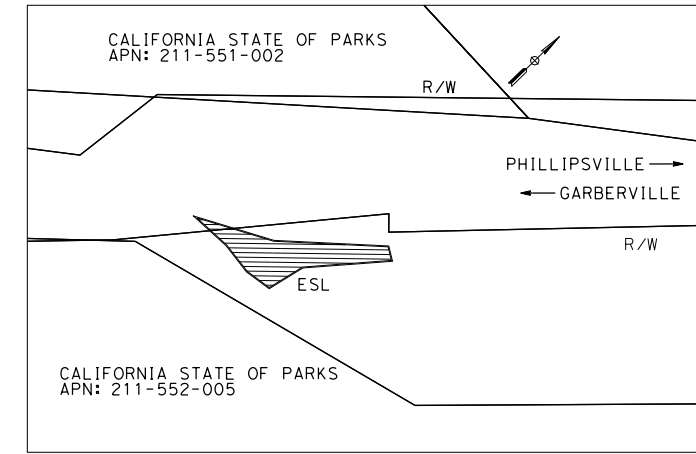 CALIFORNIA STATE OF PARKS
APN: 211-551-002
R/W
PHILLIPSVILLE
GARBERVILLE
R/W
ESL
CALIFORNIA STATE OF PARKS
APN: 211-552-005